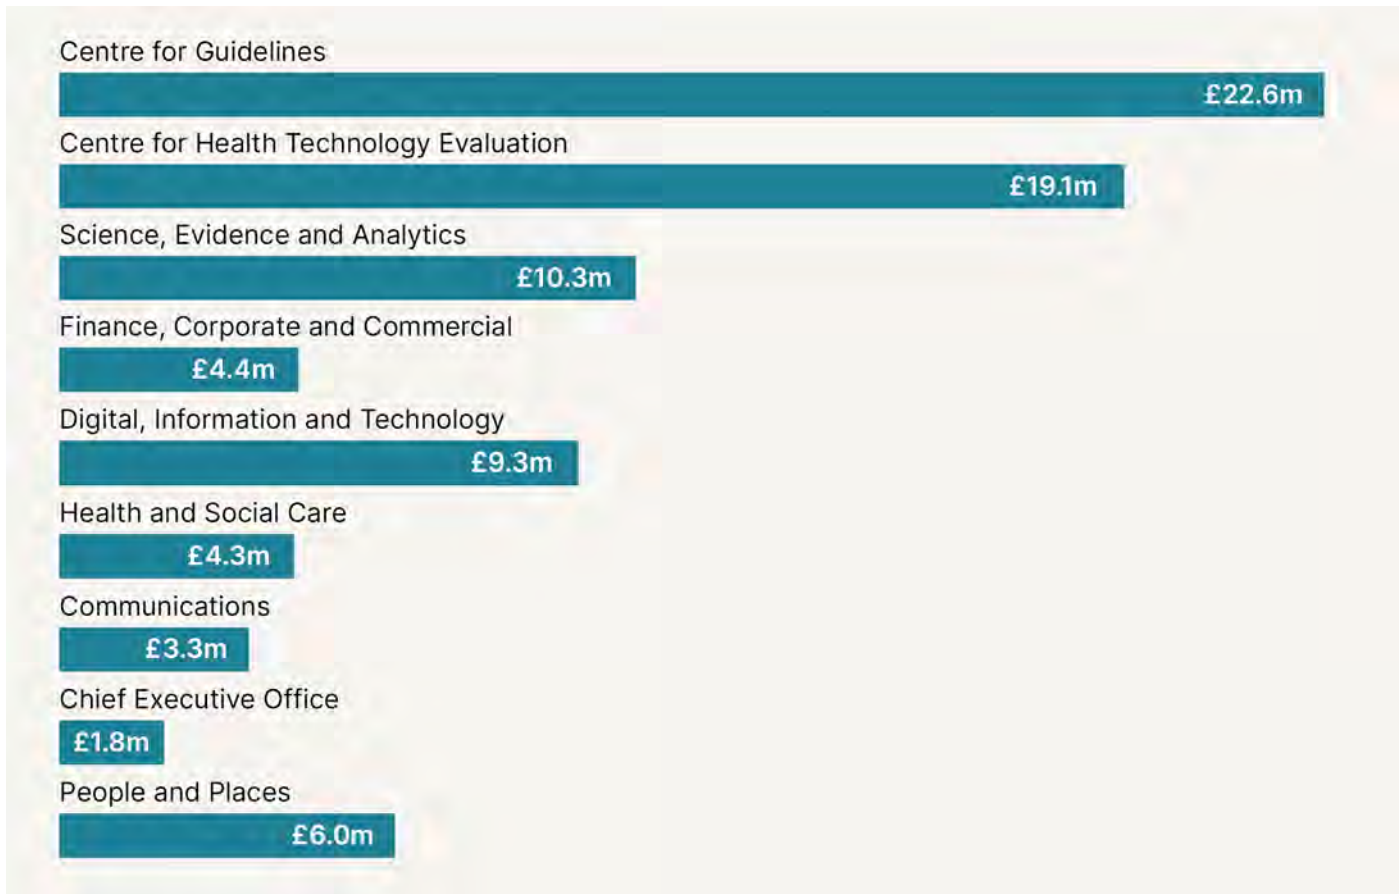 Centre for Guidelines
£22.6m
Centre for Health Technology Evaluation
£19.1m
Science, Evidence and Analytics
£10.3m
Finance, Corporate and Commercial
£4.4m
Digital, Information and Technology
£9.3m
Health and Social Care
£4.3m
Communications
£3.3m
Chief Executive Office
£1.8m
People and Places
£6.0m